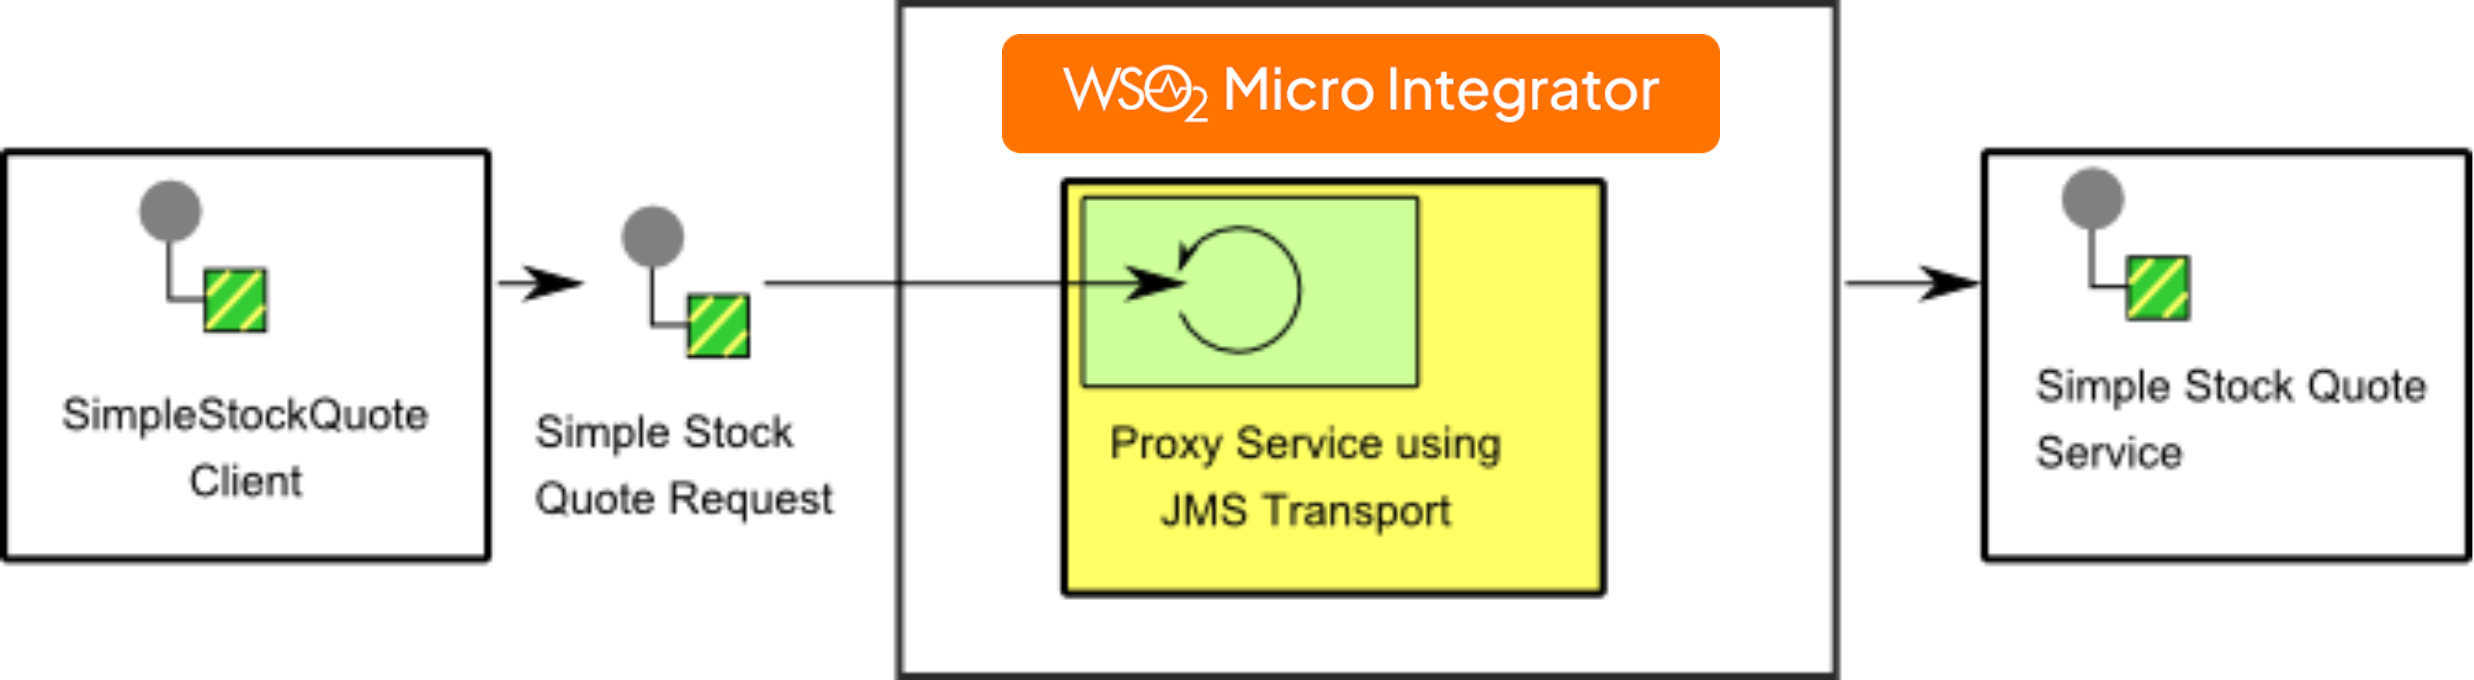 WSO2 Micro Integrator
SimpleStockQuote
Client
Simple Stock
Quote Request
Proxy Service using
JMS Transport
Simple Stock Quote
Service